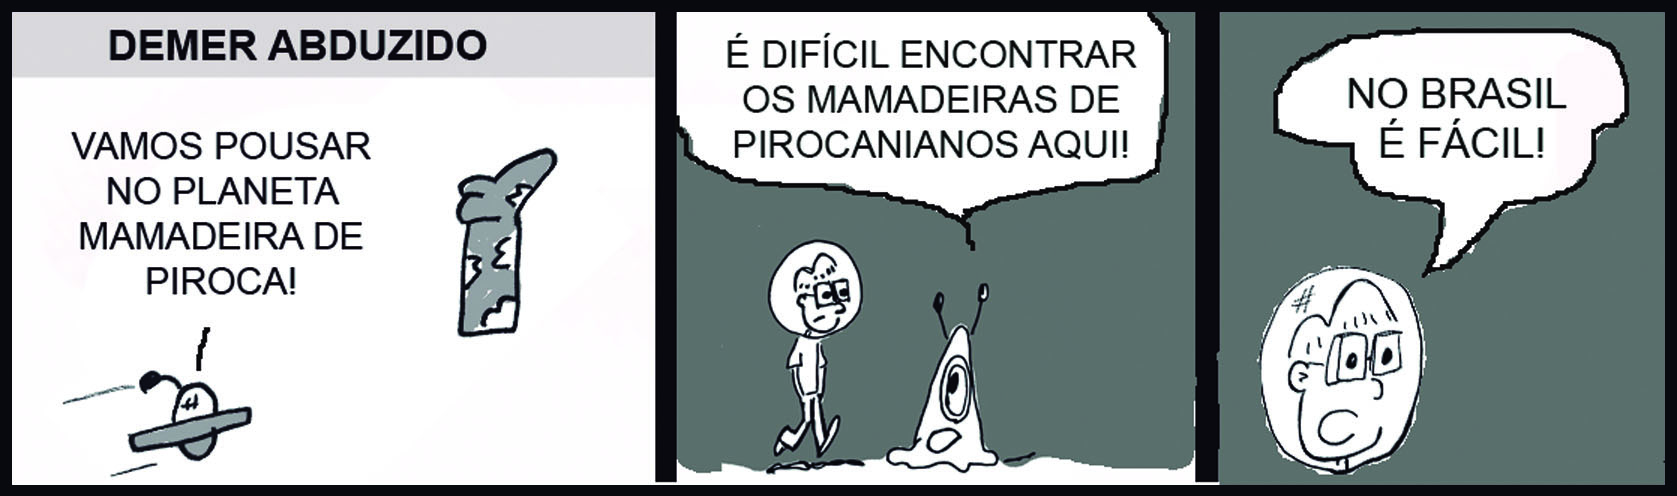 DEMER ABDUZIDO
VAMOS POUSAR
NO PLANETA
MAMADEIRA DE
PIROCA!
É DIFÍCIL ENCONTRAR
OS MAMADEIRAS DE
PIROCANIANOS AQUI!
NO BRASIL
É FÁCIL!